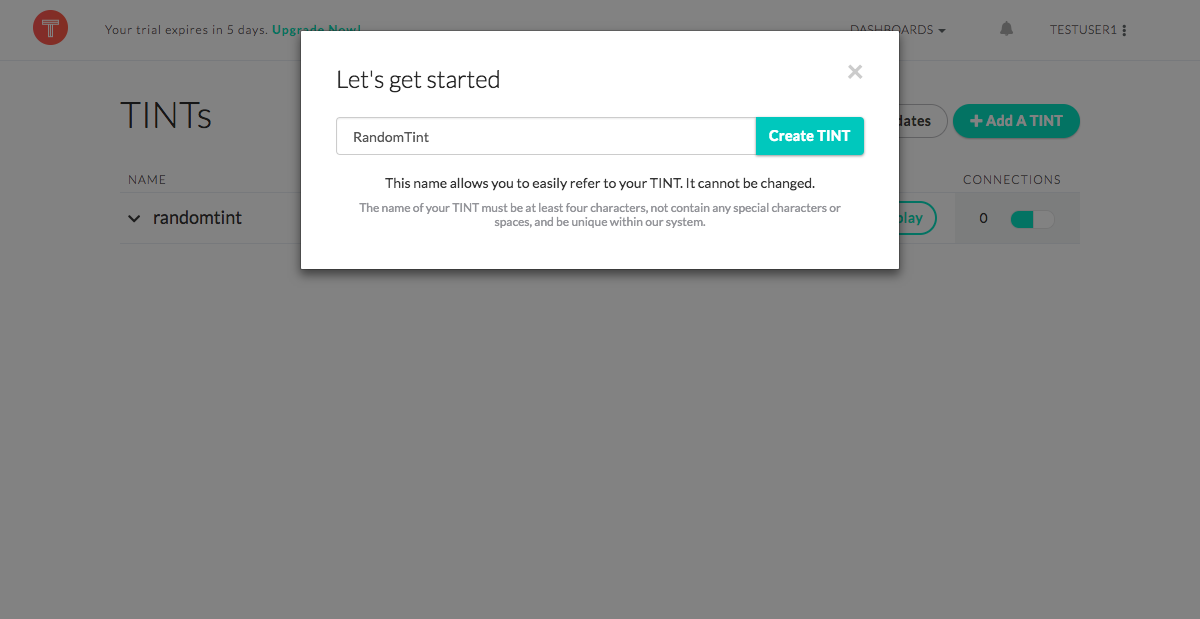 Your trial expires in 5 days. Upgrade Now!
DASHBOARDS
TESTUSER1
Let's get started
TINTs
RandomTint
Create TINT
+ Add A TINT
This name allows you to easily refer to your TINT. It cannot be changed.
The name of your TINT must be at least four characters, not contain any special characters or
spaces, and be unique within our system.
NAME
CONNECTIONS
randomtint
0